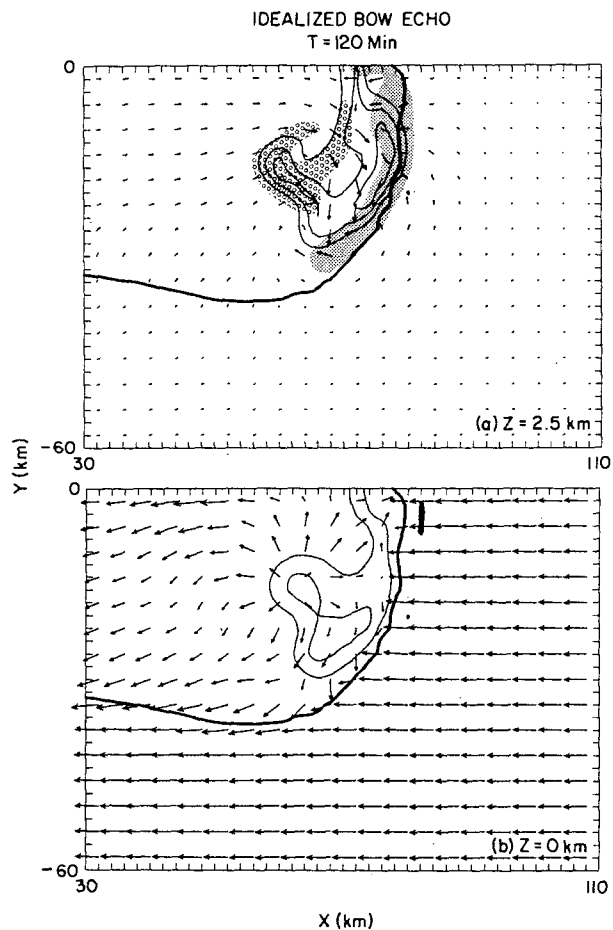 IDEALIZED BOW ECHO
T = 120 Min
0
(a) Z = 2.5 km
-60
30
110
Y (km)
0
(b) Z = 0 km
-60
30
110
X (km)